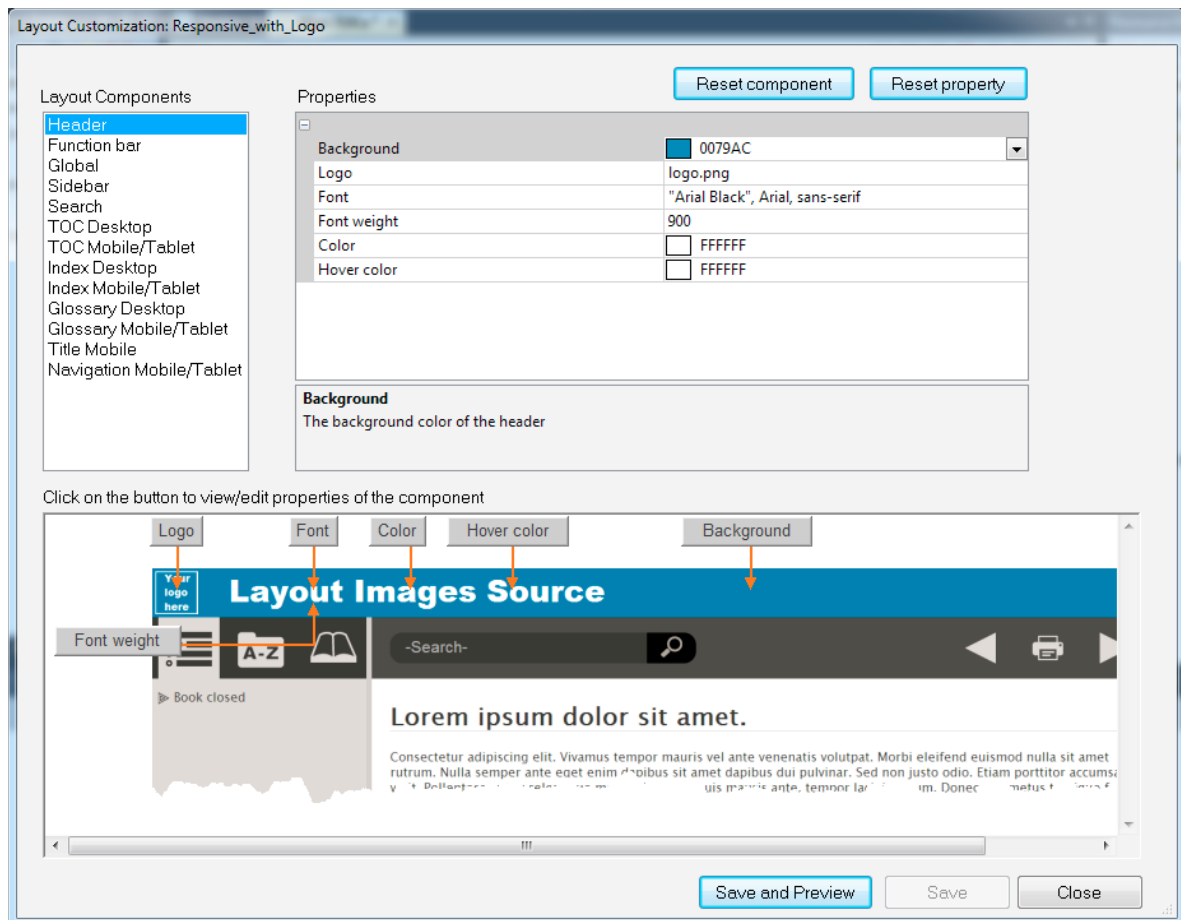 Layout Customization: Responsive_with_Logo
Reset component
Reset property
Layout Components
Properties
Header
Function bar
Global
Sidebar
Search
TOC Desktop
TOC Mobile/Tablet
Index Desktop
Index Mobile/Tablet
Glossary Desktop
Glossary Mobile/Tablet
Title Mobile
Navigation Mobile/Tablet
Background 0079AC
Logo logo.png
Font "Arial Black", Arial, sans-serif
Font weight 900
Color FFFFFF
Hover color FFFFFF
Background
The background color of the header
Click on the button to view/edit properties of the component
Logo Font Color Hover color Background
Your
logo
here
Layout Images Source
Font weight
A-Z
-Search-
Book closed
Lorem ipsum dolor sit amet.
Consectetur adipiscing elit. Vivamus tempor mauris vel ante venenatis volutpat. Morbi eleifend euismod nulla sit amet
rutrum. Nulla semper ante eget enim dapibus sit amet dapibus dui pulvinar. Sed non justo odio. Etiam porttitor
uis mauris ante, tempor Donec metus
Save and Preview
Save
Close